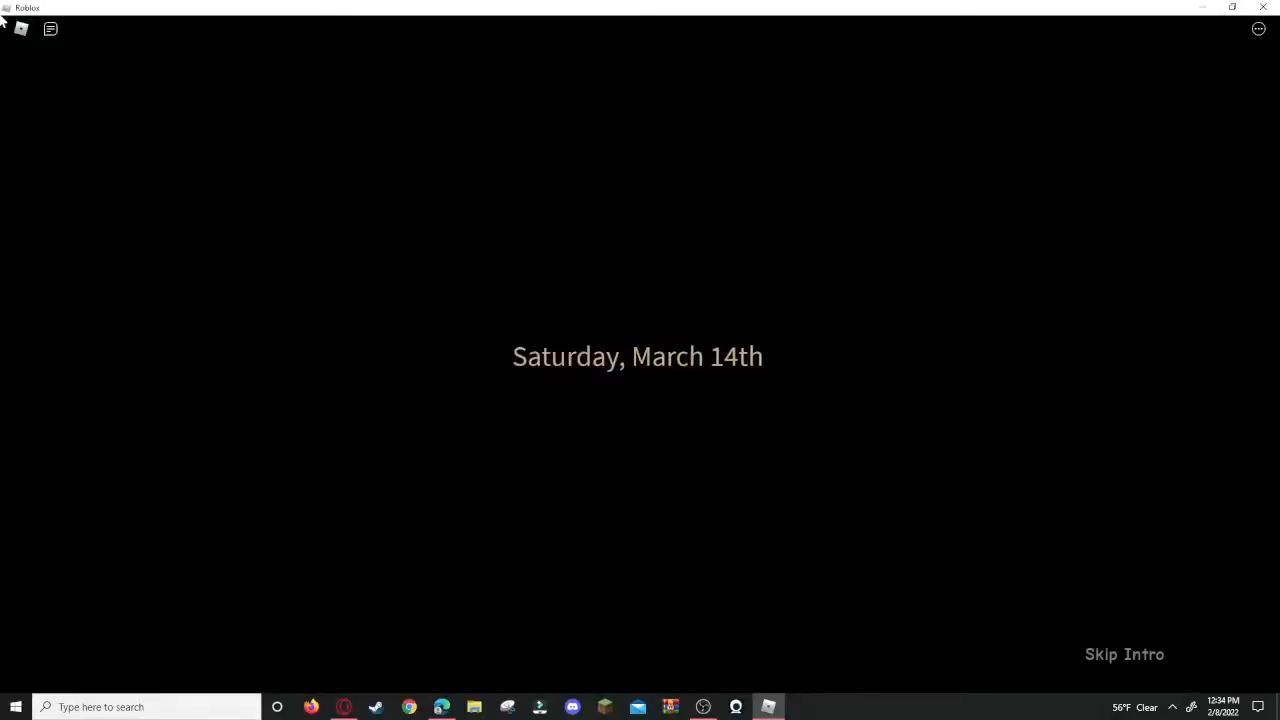 Roblox
Saturday, March 14th
Skip Intro
Type here to search
56°F Clear
12:34 PM
2/8/2022